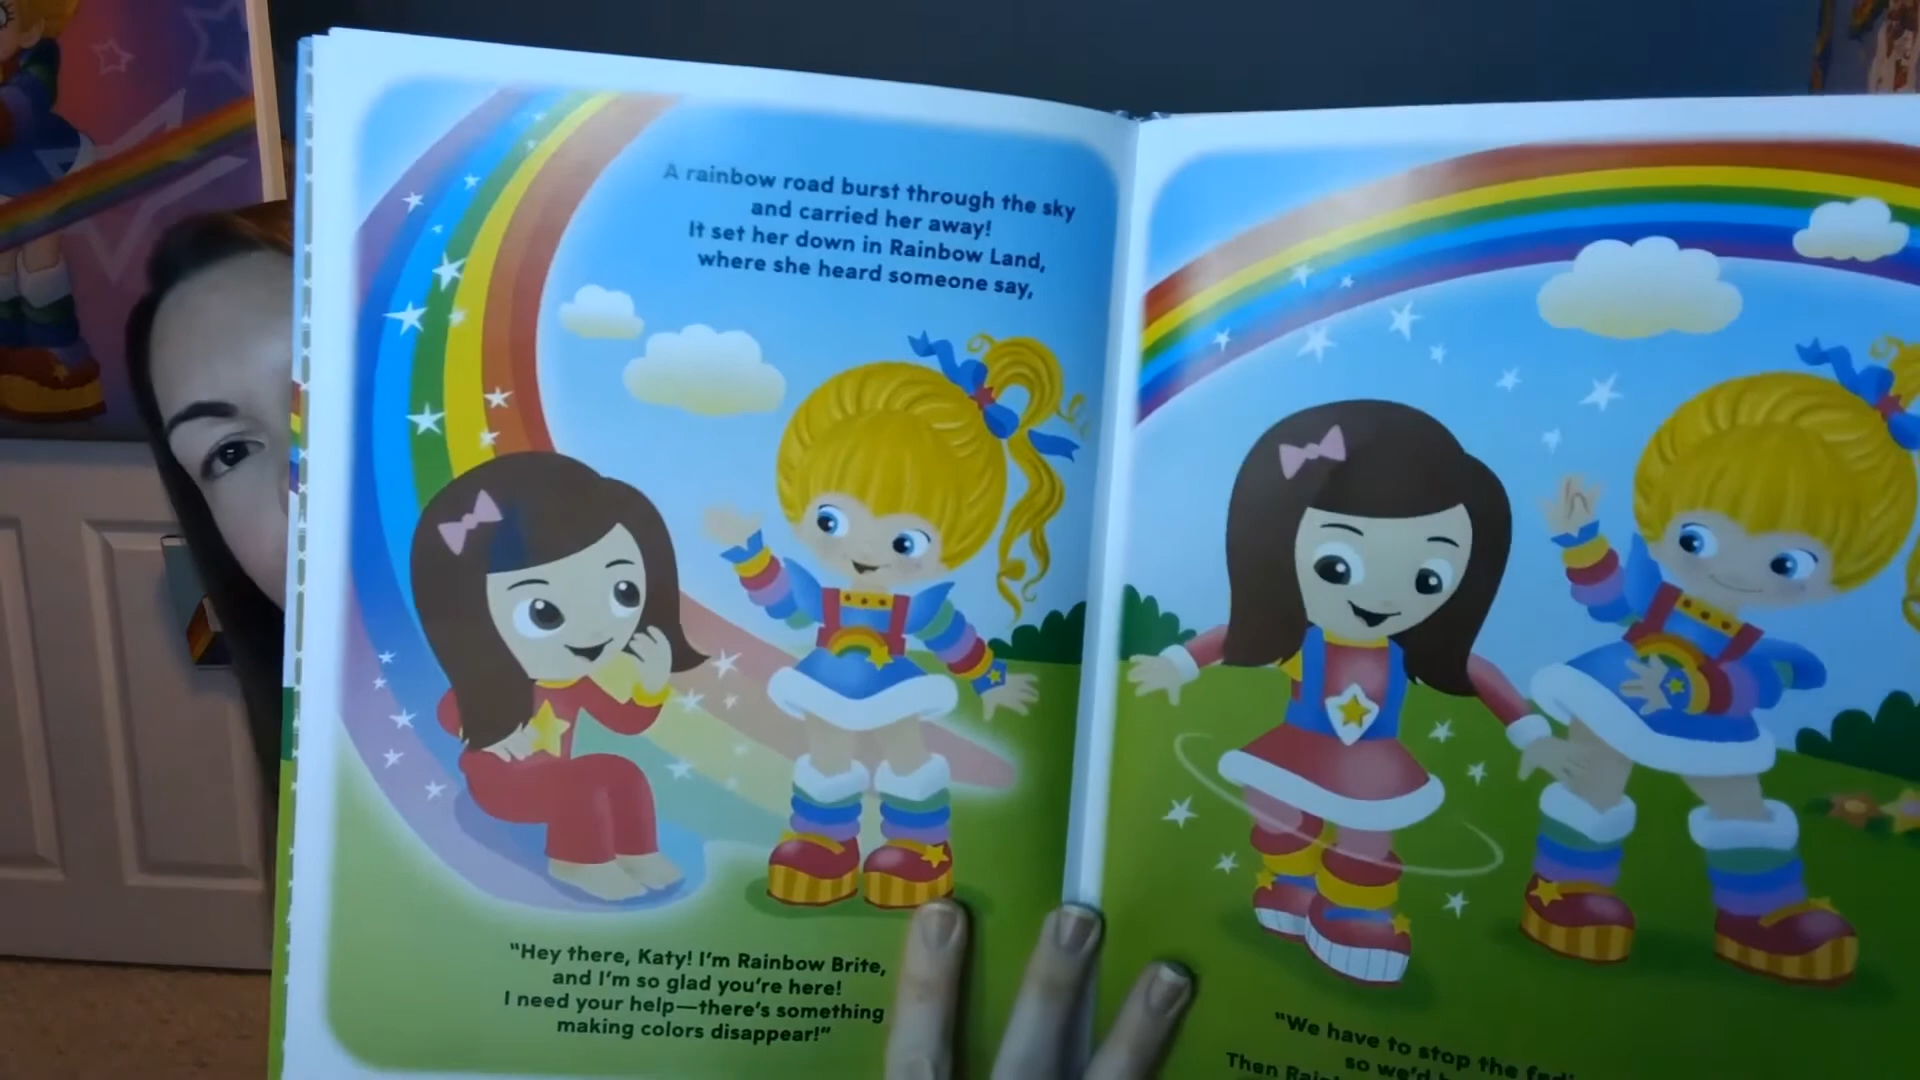 A rainbow road burst through the sky
and carried her away!
It set her down in Rainbow Land,
where she heard someone say,
"Hey there, Katy! I'm Rainbow Brite,
and I'm so glad you're here!
I need your help—there's something
making colors disappear!"
"We have to stop the
so we'd
Then